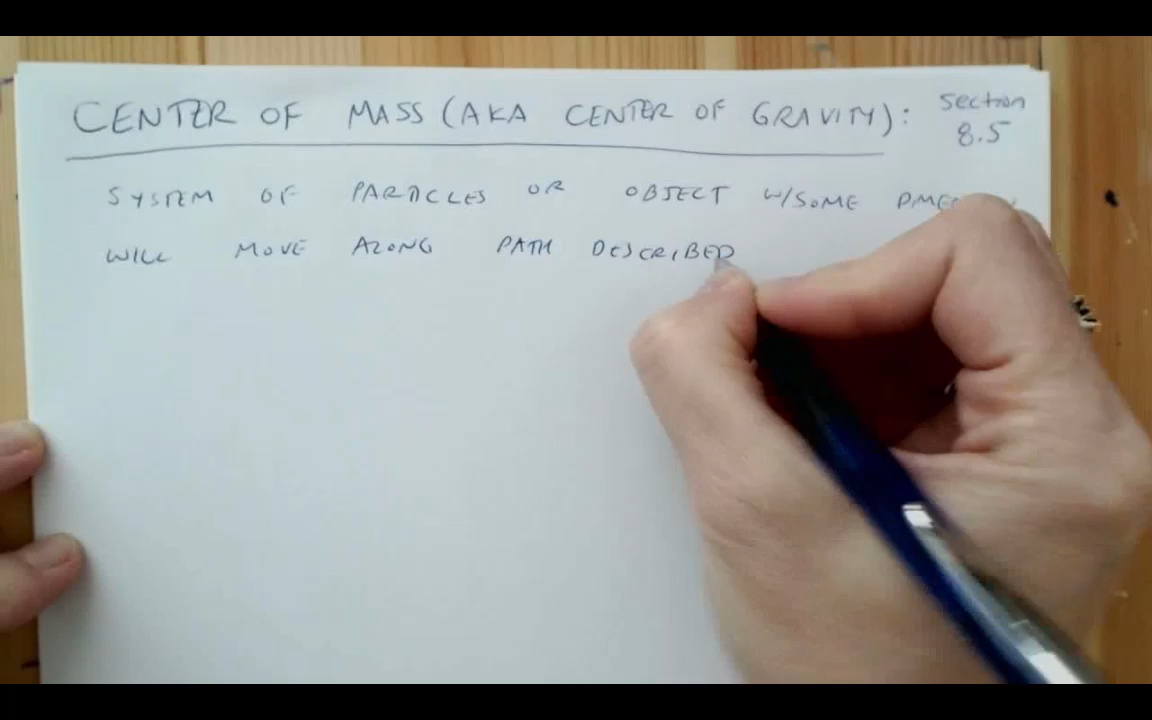 CENTER OF MASS (AKA CENTER OF GRAVITY): Section 8.5
SYSTEM OF PARTICLES OR OBJECT W/SOME
WILL MOVE ALONG PATH DESCRIBED